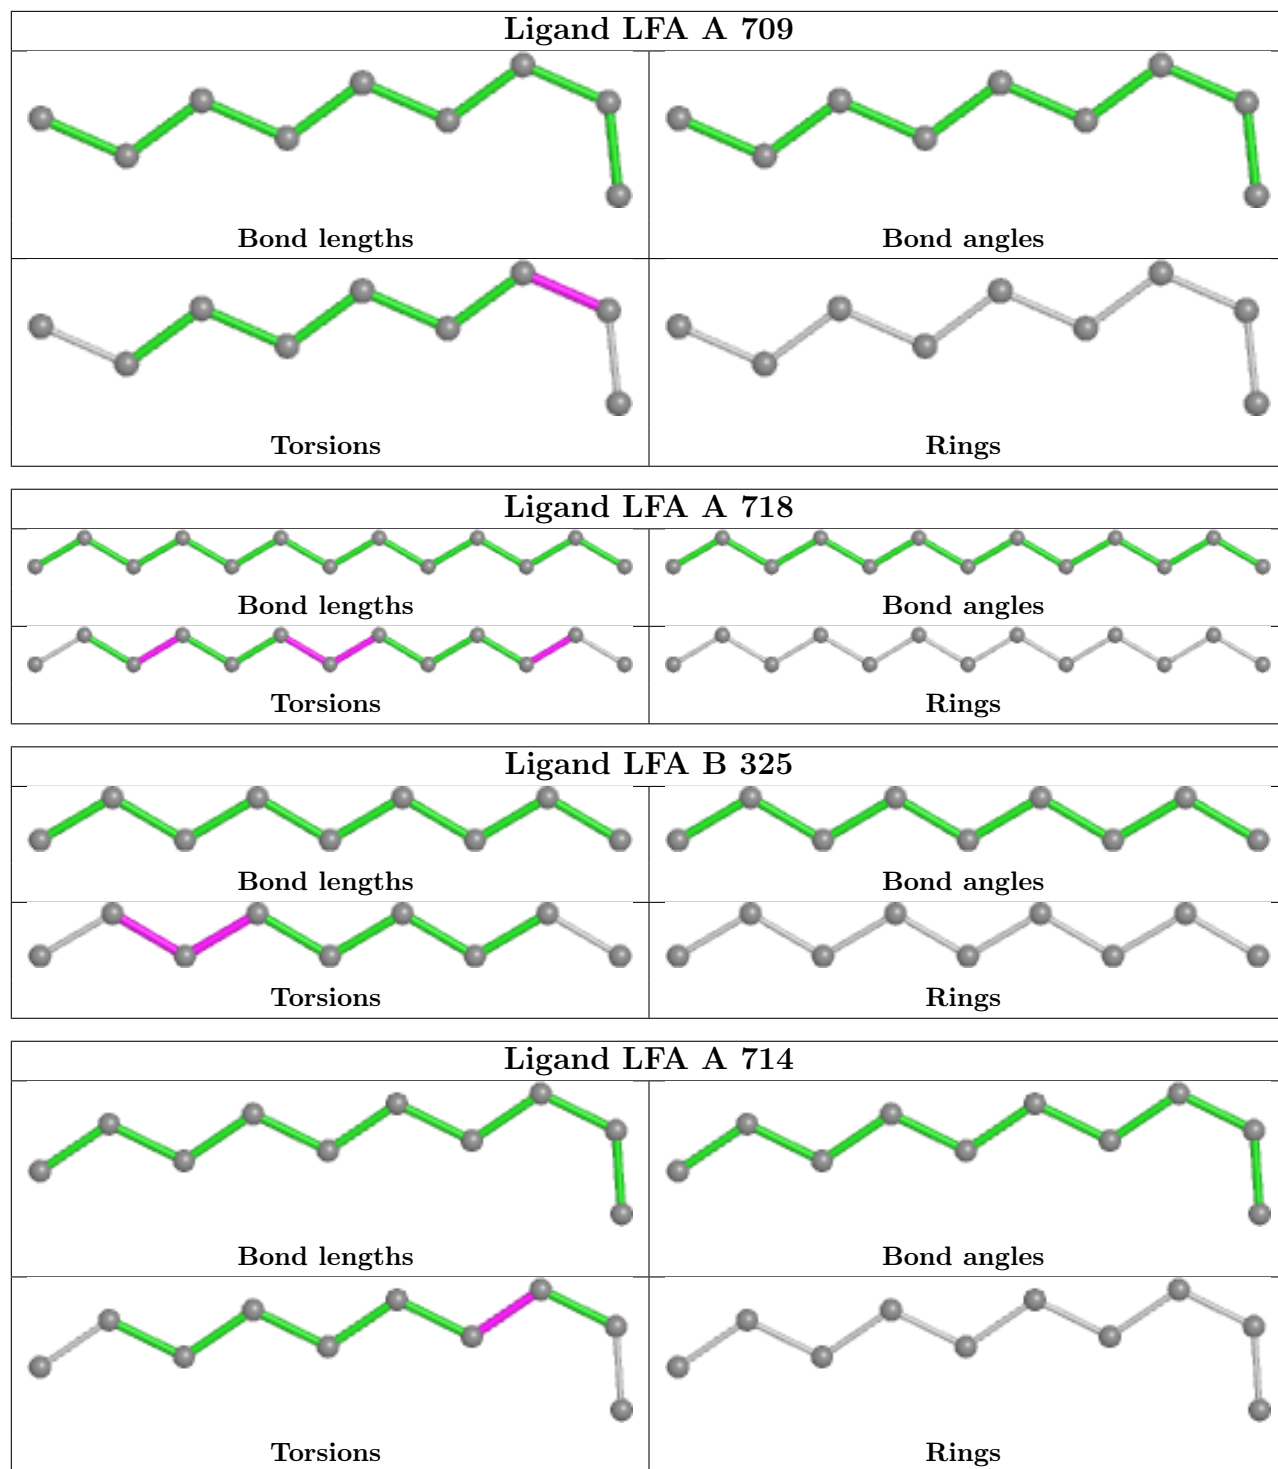 Ligand LFA A 709
Bond lengths
Bond angles
Torsions
Rings
Ligand LFA A 718
Bond lengths
Bond angles
Torsions
Rings
Ligand LFA B 325
Bond lengths
Bond angles
Torsions
Rings
Ligand LFA A 714
Bond lengths
Bond angles
Torsions
Rings